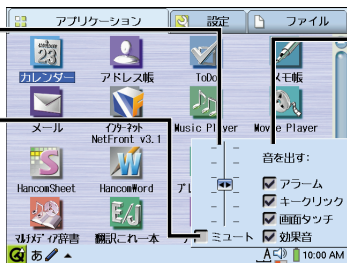 アプリケーション 設定 ファイル
23
カレンダー アドレス帳 ToDo メモ帳
メール インターネット NetFront v3.1 Music Player Movie Player
HancomSheet HancomWord
マルチメディア辞書 翻訳これ一本
音を出す:
アラーム
キークリック
画面タッチ
ミュート 効果音
あ A 10:00 AM